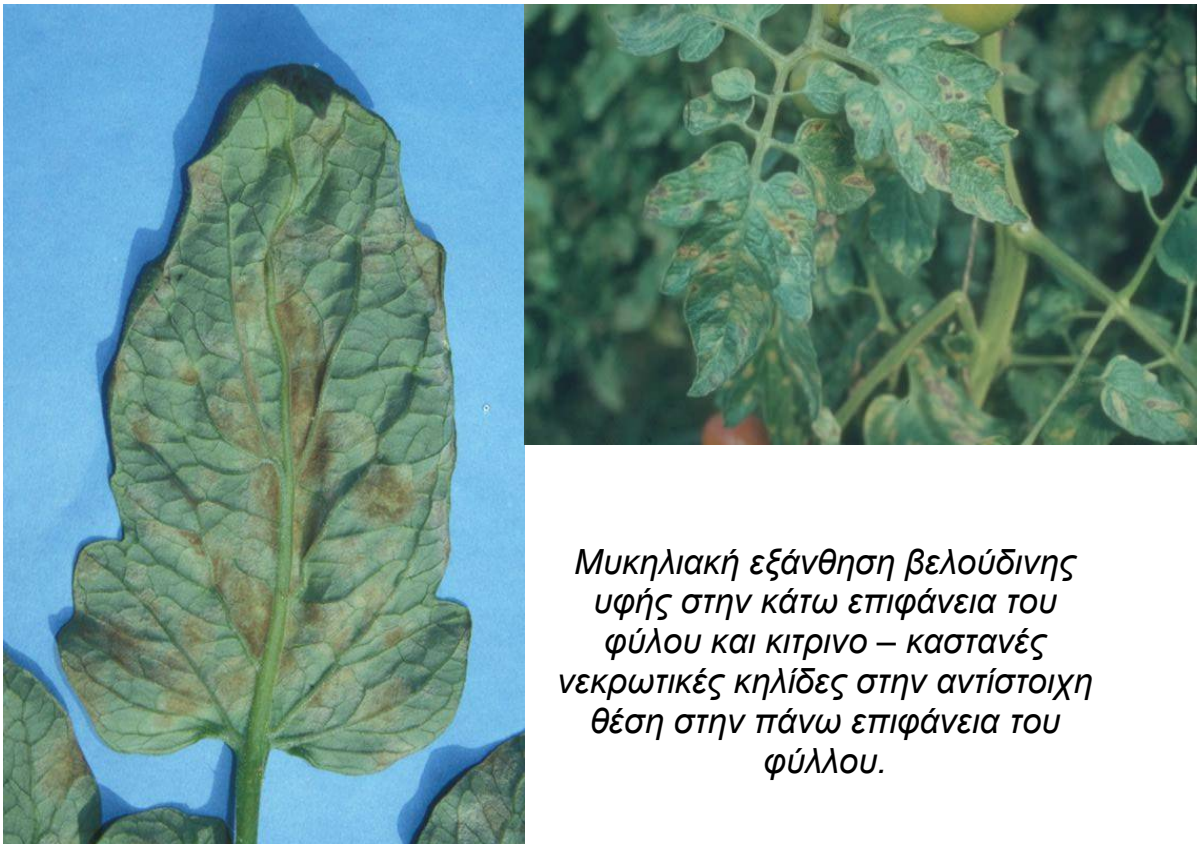 Μυκηλιακή εξάνθηση βελούδινης
υφής στην κάτω επιφάνεια του
φύλου και κιτρινο – καστανές
νεκρωτικές κηλίδες στην αντίστοιχη
θέση στην πάνω επιφάνεια του
φύλλου.